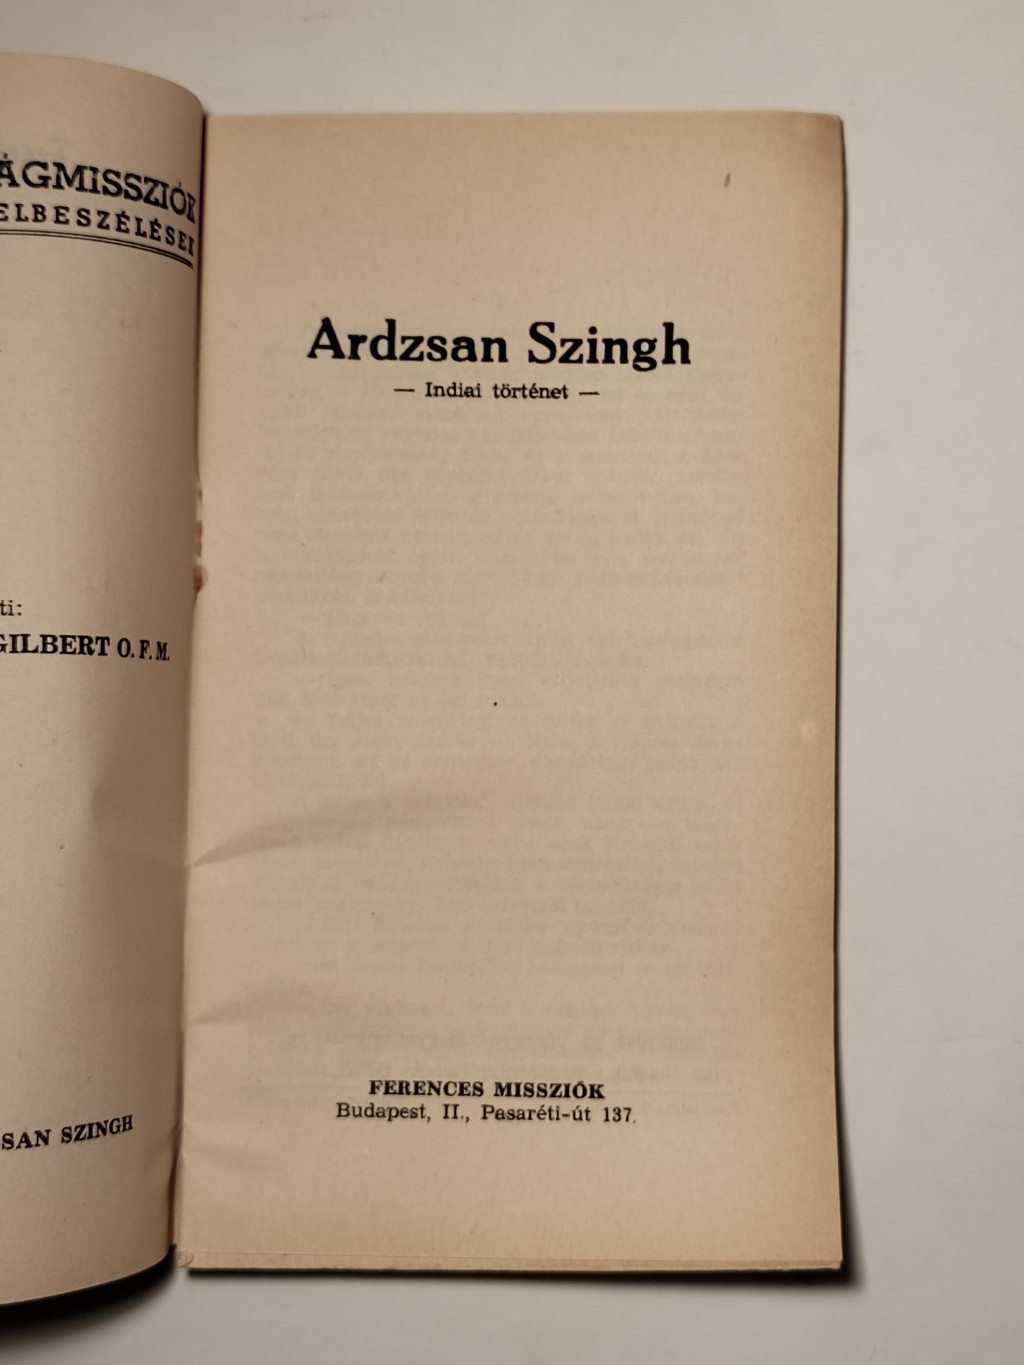 ÁGMISSZIÓK
ELBESZÉLÉSEI
ti:
GILBERT O. F. M.
SAN SZINGH
Ardzsan Szingh
— Indiai történet —
FERENCES MISSZIÓK
Budapest, II., Pasaréti-út 137.